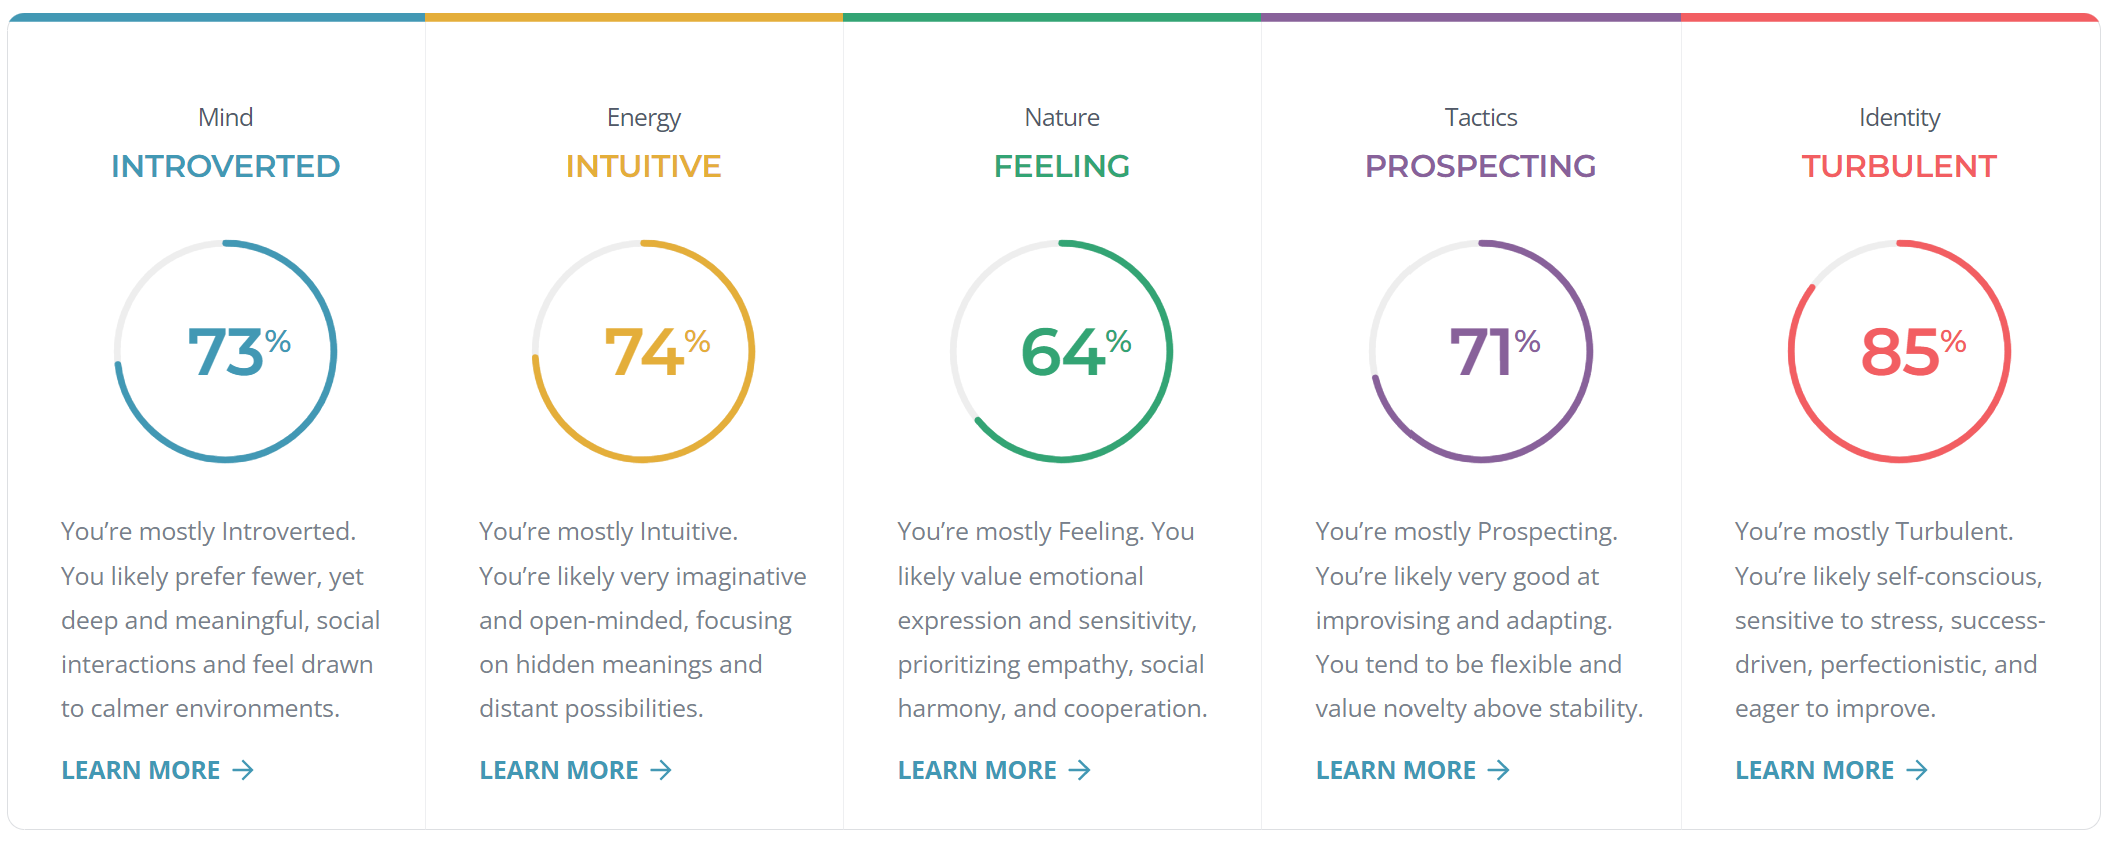 Mind
INTROVERTED
73%
You’re mostly Introverted.
You likely prefer fewer, yet
deep and meaningful, social
interactions and feel drawn
to calmer environments.
LEARN MORE →
Energy
INTUITIVE
74%
You’re mostly Intuitive.
You’re likely very imaginative
and open-minded, focusing
on hidden meanings and
distant possibilities.
LEARN MORE →
Nature
FEELING
64%
You’re mostly Feeling. You
likely value emotional
expression and sensitivity,
prioritizing empathy, social
harmony, and cooperation.
LEARN MORE →
Tactics
PROSPECTING
71%
You’re mostly Prospecting.
You’re likely very good at
improvising and adapting.
You tend to be flexible and
value novelty above stability.
LEARN MORE →
Identity
TURBULENT
85%
You’re mostly Turbulent.
You’re likely self-conscious,
sensitive to stress, success-
driven, perfectionistic, and
eager to improve.
LEARN MORE →